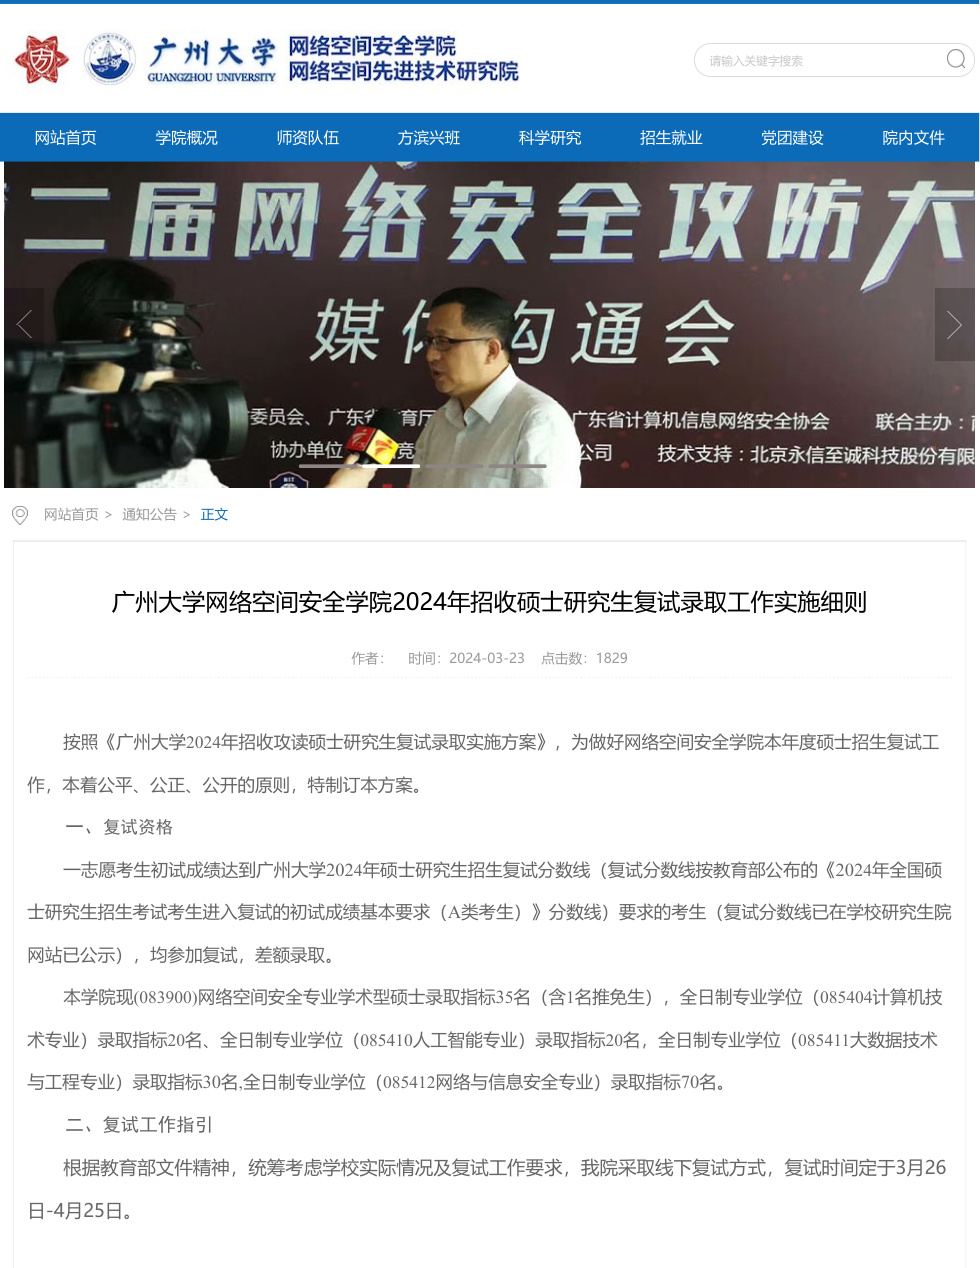 广州大学
GUANGZHOU UNIVERSITY
网络空间安全学院
网络空间先进技术研究院
请输入关键字搜索
网站首页 学院概况 师资队伍 方滨兴班 科学研究 招生就业 党团建设 院内文件
二届网络安全攻防大
媒体沟通会
委员会、 广东省教育厅 广东省计算机信息网络安全协会 联合主办：
协办单位 竞 公司 技术支持：北京永信至诚科技股份有限
网站首页 > 通知公告 > 正文
广州大学网络空间安全学院2024年招收硕士研究生复试录取工作实施细则
作者： 时间：2024-03-23 点击数：1829
按照《广州大学2024年招收攻读硕士研究生复试录取实施方案》，为做好网络空间安全学院本年度硕士招生复试工
作，本着公平、公正、公开的原则，特制订本方案。
一、复试资格
一志愿考生初试成绩达到广州大学2024年硕士研究生招生复试分数线（复试分数线按教育部公布的《2024年全国硕
士研究生招生考试考生进入复试的初试成绩基本要求（A类考生）》分数线）要求的考生（复试分数线已在学校研究生院
网站已公示），均参加复试，差额录取。
本学院现(083900)网络空间安全专业学术型硕士录取指标35名（含1名推免生），全日制专业学位（085404计算机技
术专业）录取指标20名、全日制专业学位（085410人工智能专业）录取指标20名，全日制专业学位（085411大数据技术
与工程专业）录取指标30名,全日制专业学位（085412网络与信息安全专业）录取指标70名。
二、复试工作指引
根据教育部文件精神，统筹考虑学校实际情况及复试工作要求，我院采取线下复试方式，复试时间定于3月26
日-4月25日。